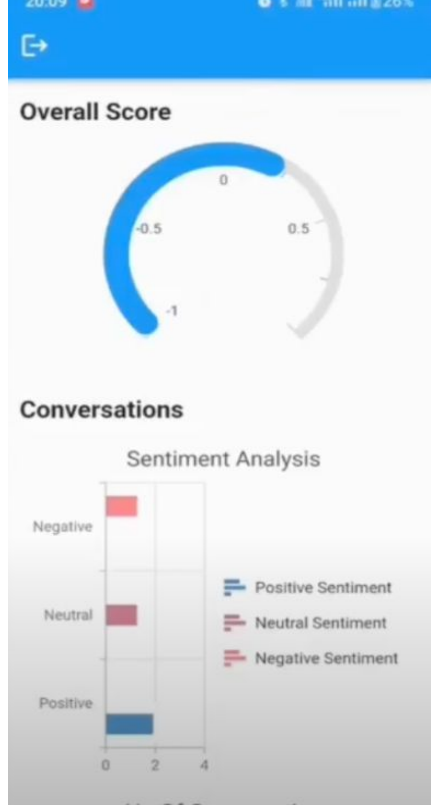 20:09
26%
Overall Score
0
-0.5
0.5
-1
Conversations
Sentiment Analysis
Negative
Neutral
Positive
Positive Sentiment
Neutral Sentiment
Negative Sentiment
0 2 4